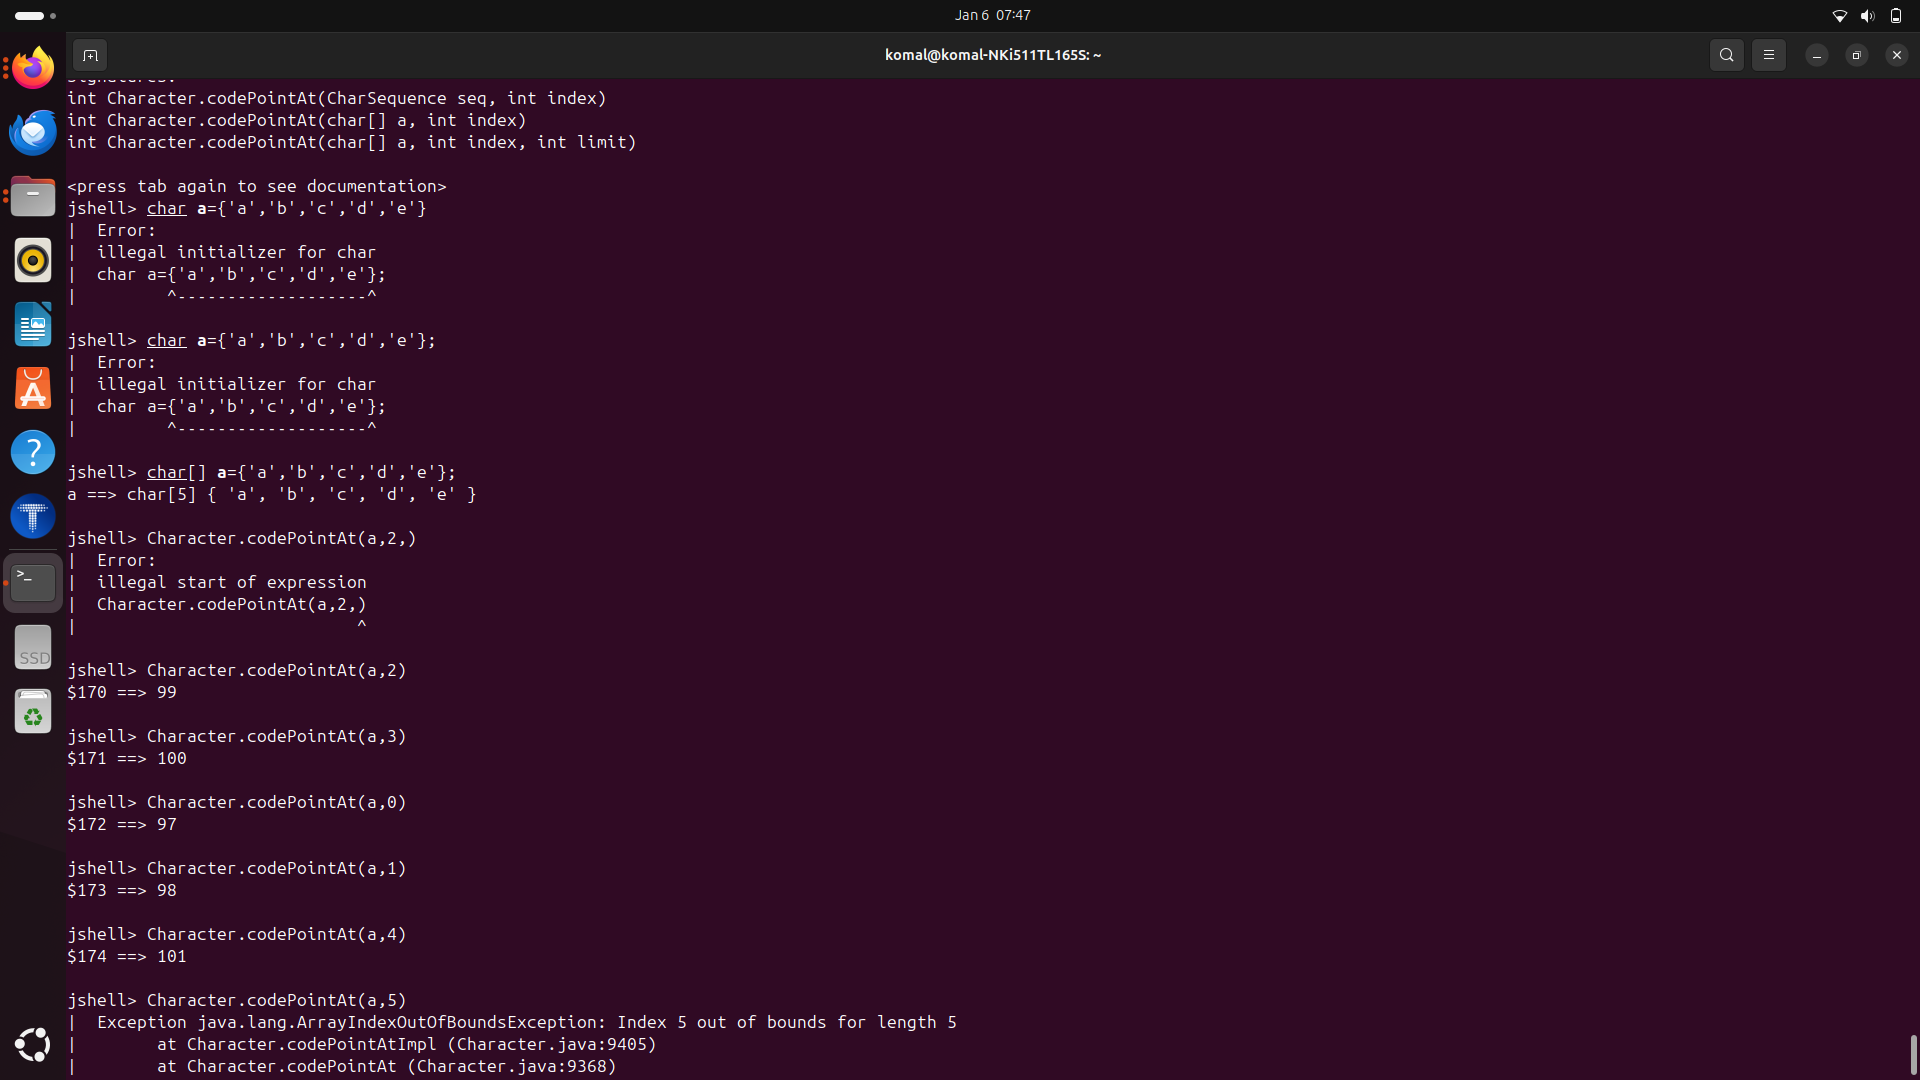 Jan 6 07:47
komal@komal-NKi511TL165S: ~
Signatures:
int Character.codePointAt(CharSequence seq, int index)
int Character.codePointAt(char[] a, int index)
int Character.codePointAt(char[] a, int index, int limit)
<press tab again to see documentation>
jshell> char a={'a','b','c','d','e'}
|  Error:
|  illegal initializer for char
|  char a={'a','b','c','d','e'};
|         ^-------------------^
jshell> char a={'a','b','c','d','e'};
|  Error:
|  illegal initializer for char
|  char a={'a','b','c','d','e'};
|         ^-------------------^
jshell> char[] a={'a','b','c','d','e'};
a ==> char[5] { 'a', 'b', 'c', 'd', 'e' }
jshell> Character.codePointAt(a,2,)
|  Error:
|  illegal start of expression
|  Character.codePointAt(a,2,)
|                            ^
jshell> Character.codePointAt(a,2)
$170 ==> 99
jshell> Character.codePointAt(a,3)
$171 ==> 100
jshell> Character.codePointAt(a,0)
$172 ==> 97
jshell> Character.codePointAt(a,1)
$173 ==> 98
jshell> Character.codePointAt(a,4)
$174 ==> 101
jshell> Character.codePointAt(a,5)
|  Exception java.lang.ArrayIndexOutOfBoundsException: Index 5 out of bounds for length 5
|        at Character.codePointAtImpl (Character.java:9405)
|        at Character.codePointAt (Character.java:9368)
SSD